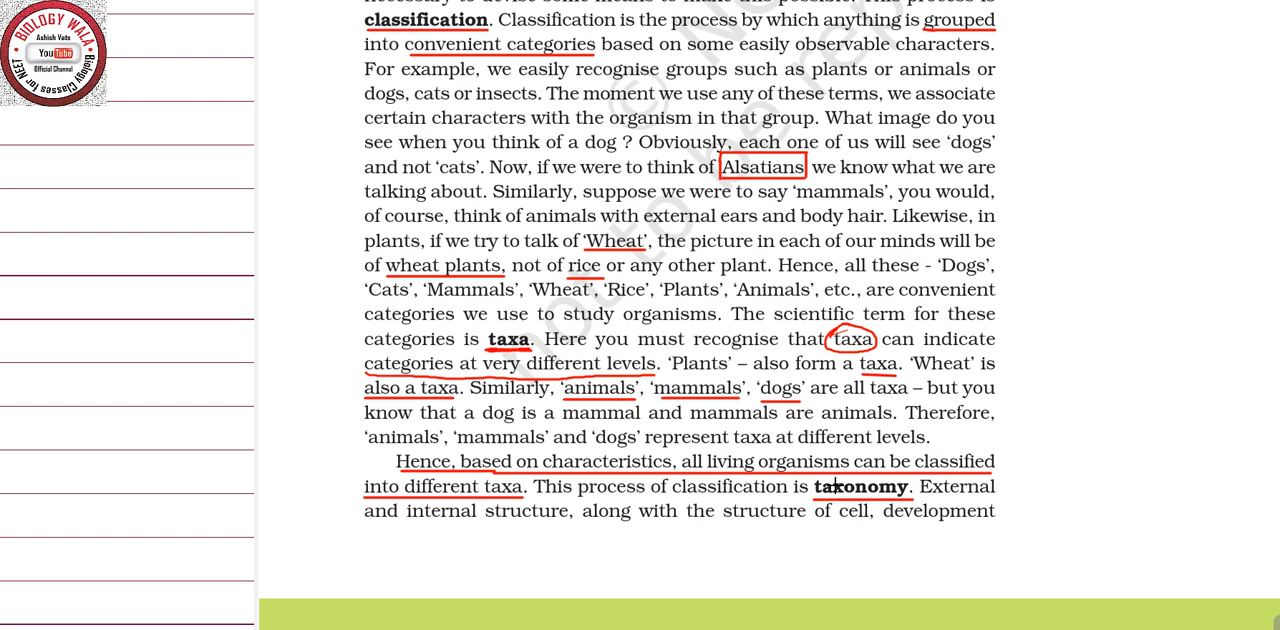 BIOLOGY WALA
Ashish Vats
YouTube
Official Channel
Biology Classes for NEET
classification. Classification is the process by which anything is grouped
into convenient categories based on some easily observable characters.
For example, we easily recognise groups such as plants or animals or
dogs, cats or insects. The moment we use any of these terms, we associate
certain characters with the organism in that group. What image do you
see when you think of a dog ? Obviously, each one of us will see ‘dogs’
and not ‘cats’. Now, if we were to think of Alsatians we know what we are
talking about. Similarly, suppose we were to say ‘mammals’, you would,
of course, think of animals with external ears and body hair. Likewise, in
plants, if we try to talk of ‘Wheat’, the picture in each of our minds will be
of wheat plants, not of rice or any other plant. Hence, all these - ‘Dogs’,
‘Cats’, ‘Mammals’, ‘Wheat’, ‘Rice’, ‘Plants’, ‘Animals’, etc., are convenient
categories we use to study organisms. The scientific term for these
categories is taxa. Here you must recognise that taxa can indicate
categories at very different levels. ‘Plants’ – also form a taxa. ‘Wheat’ is
also a taxa. Similarly, ‘animals’, ‘mammals’, ‘dogs’ are all taxa – but you
know that a dog is a mammal and mammals are animals. Therefore,
‘animals’, ‘mammals’ and ‘dogs’ represent taxa at different levels.
Hence, based on characteristics, all living organisms can be classified
into different taxa. This process of classification is taxonomy. External
and internal structure, along with the structure of cell, development